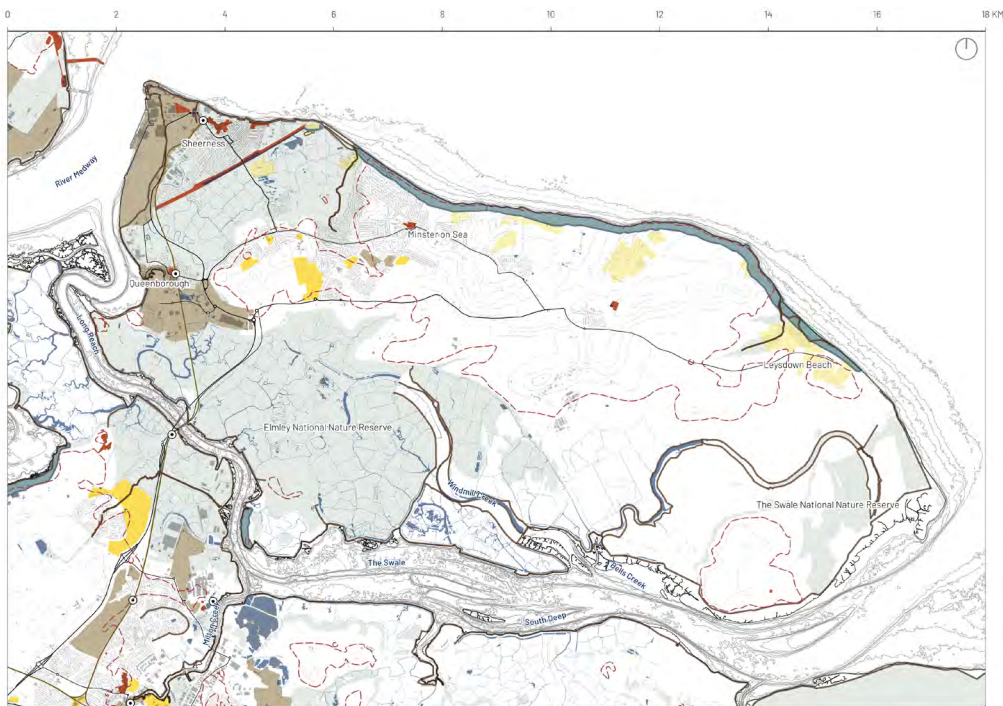 0 2 4 6 8 10 12 14 16 18 KM
River Medway
Sheerness
Minster on Sea
Queenborough
Long Reach
Leysdown Beach
Elmley National Nature Reserve
Windmill Creek
The Swale National Nature Reserve
The Swale
Bells Creek
Milton Creek
South Deep